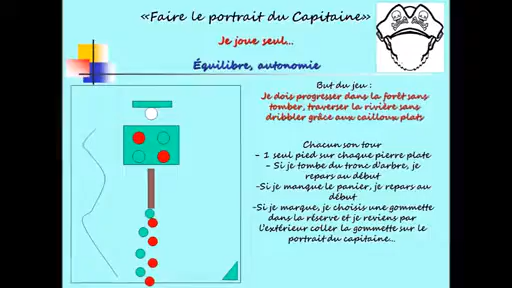 «Faire le portrait du Capitaine»
Je joue seul...
Équilibre, autonomie
But du jeu :
Je dois progresser dans la forêt sans
tomber, traverser la rivière sans
dribbler grâce aux cailloux plats
Chacun son tour
- 1 seul pied sur chaque pierre plate
- Si je tombe du tronc d'arbre, je
repars au début
-Si je manque le panier, je repars au
début
-Si je marque, je choisis une gommette
dans la réserve et je reviens par
l'extérieur coller la gommette sur le
portrait du capitaine...